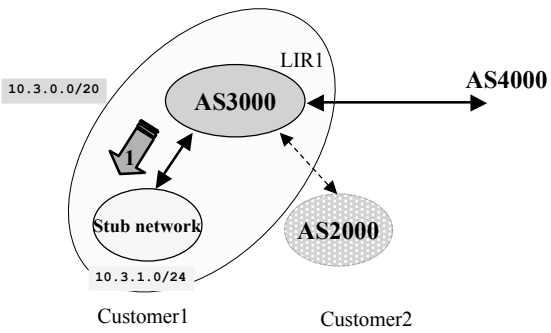 LIR1
AS4000
10.3.0.0/20
AS3000
1
Stub network
AS2000
10.3.1.0/24
Customer1
Customer2